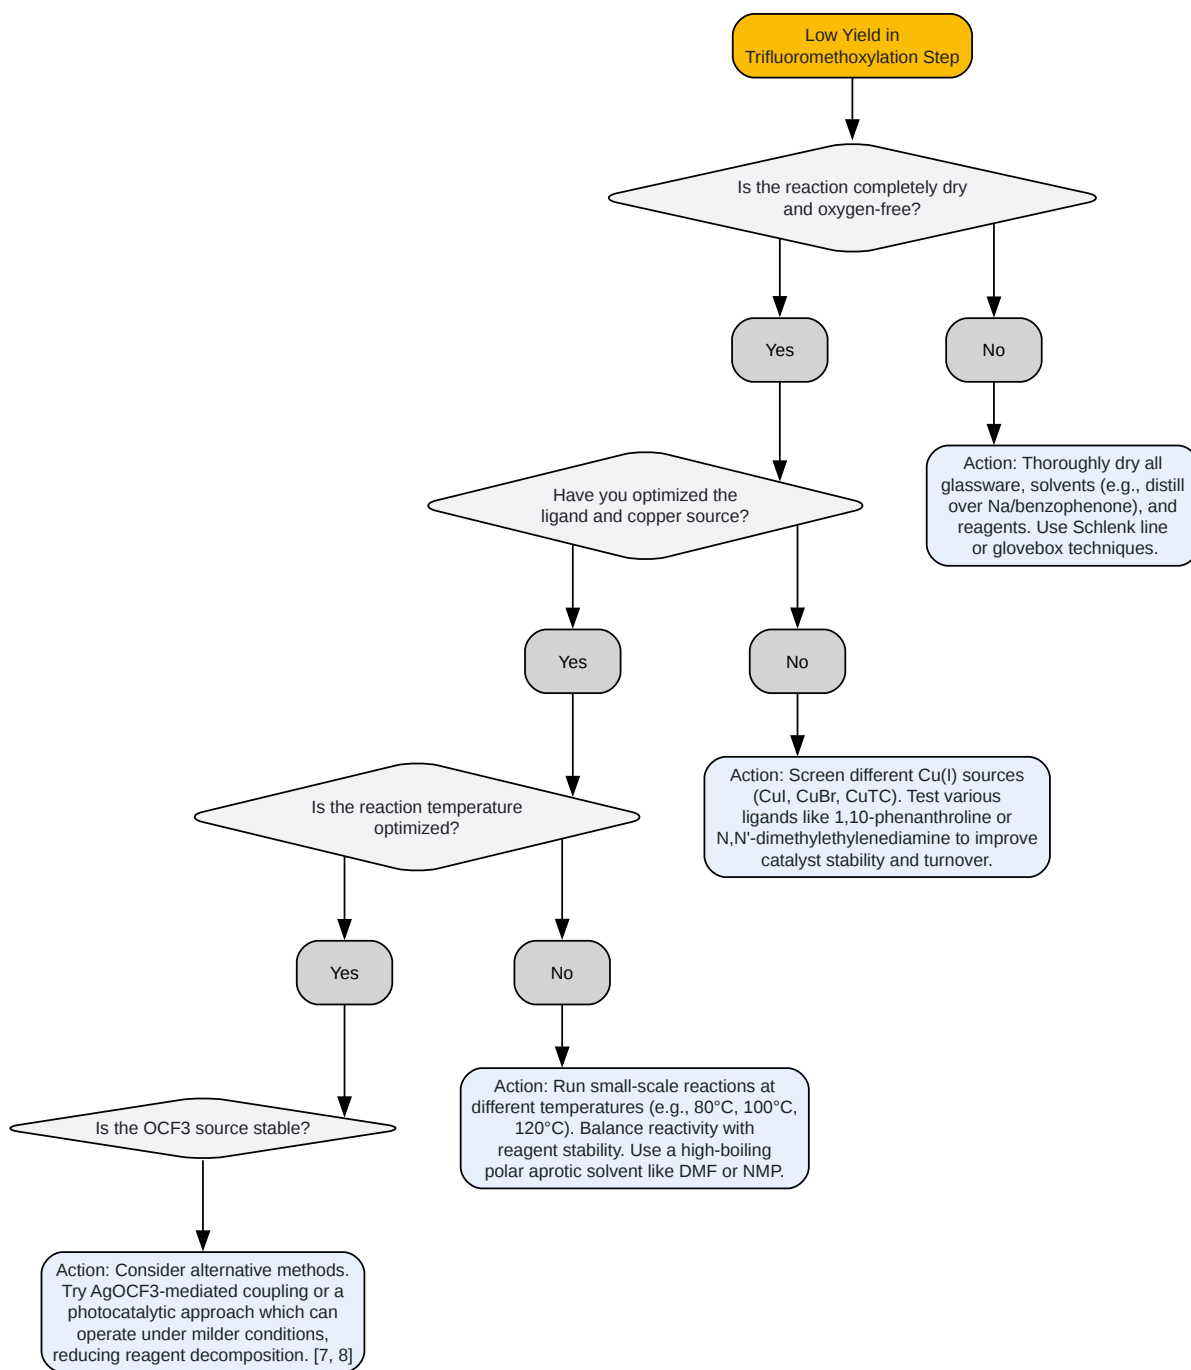 Low Yield in
Trifluoromethoxylation Step
Is the reaction completely dry
and oxygen-free?
Yes
No
Action: Thoroughly dry all
glassware, solvents (e.g., distill
over Na/benzophenone), and
reagents. Use Schlenk line
or glovebox techniques.
Have you optimized the
ligand and copper source?
Yes
No
Action: Screen different Cu(I) sources
(CuI, CuBr, CuTC). Test various
ligands like 1,10-phenanthroline or
N,N'-dimethylethylenediamine to improve
catalyst stability and turnover.
Is the reaction temperature
optimized?
Yes
No
Action: Run small-scale reactions at
different temperatures (e.g., 80°C, 100°C,
120°C). Balance reactivity with
reagent stability. Use a high-boiling
polar aprotic solvent like DMF or NMP.
Is the OCF3 source stable?
Action: Consider alternative methods.
Try AgOCF3-mediated coupling or a
photocatalytic approach which can
operate under milder conditions,
reducing reagent decomposition. [7, 8]